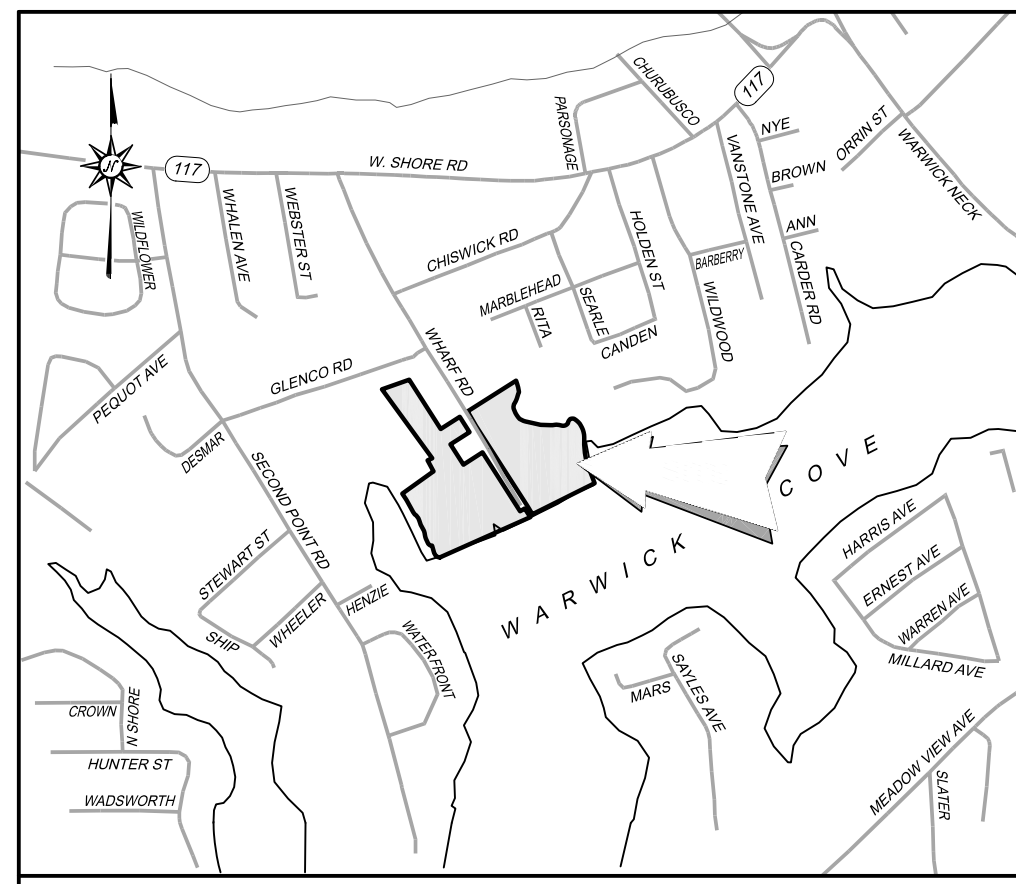 CHURUBUSCO
117
PARSONAGE
NYE
ORRIN ST
W. SHORE RD
117
VANSTONE AVE
BROWN
WARWICK NECK
WHALEN AVE
WEBSTER ST
WILDFLOWER
HOLDEN ST
ANN
CHISWICK RD
BARBERRY
CARDER RD
MARBLEHEAD
SEARLE
RITA
WILDWOOD
CANDEN
WHARF RD
GLENCO RD
PEQUOT AVE
DESMAR
SECOND POINT RD
WARWICK COVE
HARRIS AVE
STEWART ST
ERNEST AVE
WHEELER
HENZIE
WARREN AVE
SHIP
WATERFRONT
MILLARD AVE
SAYLES AVE
MARS
CROWN
N SHORE
HUNTER ST
MEADOW VIEW AVE
WADSWORTH
SLATER
N